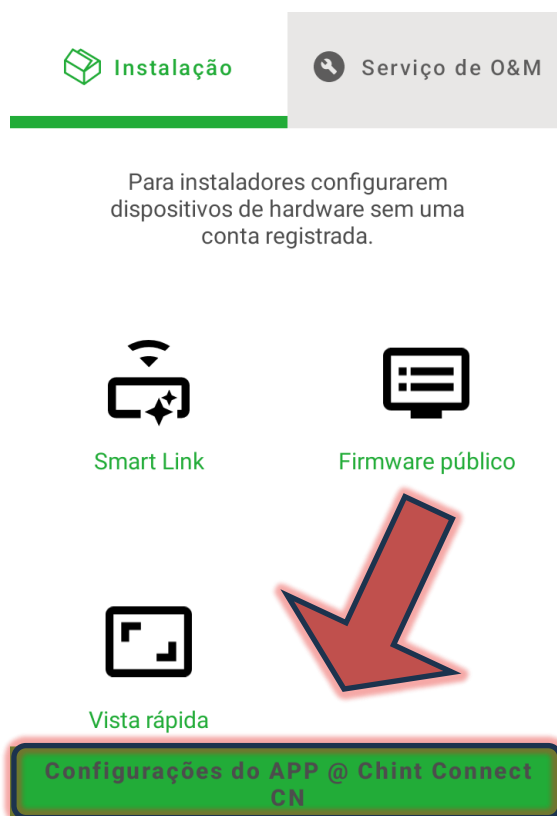 Instalação
Serviço de O&M
Para instaladores configurarem
dispositivos de hardware sem uma
conta registrada.
Smart Link
Firmware público
Vista rápida
Configurações do APP @ Chint Connect
CN